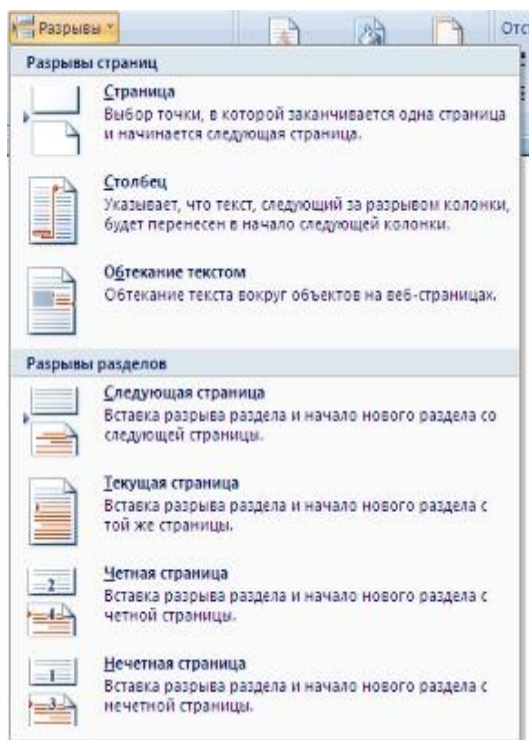 Разрывы
Отс
Разрывы страниц
Страница
Выбор точки, в которой заканчивается одна страница
и начинается следующая страница.
Столбец
Указывает, что текст, следующий за разрывом колонки,
будет перенесен в начало следующей колонки.
Обтекание текстом
Обтекание текста вокруг объектов на веб-страницах.
Разрывы разделов
Следующая страница
Вставка разрыва раздела и начало нового раздела со
следующей страницы.
Текущая страница
Вставка разрыва раздела и начало нового раздела с
той же страницы.
Четная страница
2
Вставка разрыва раздела и начало нового раздела с
4
четной страницы.
Нечетная страница
1
Вставка разрыва раздела и начало нового раздела с
3
нечетной страницы.